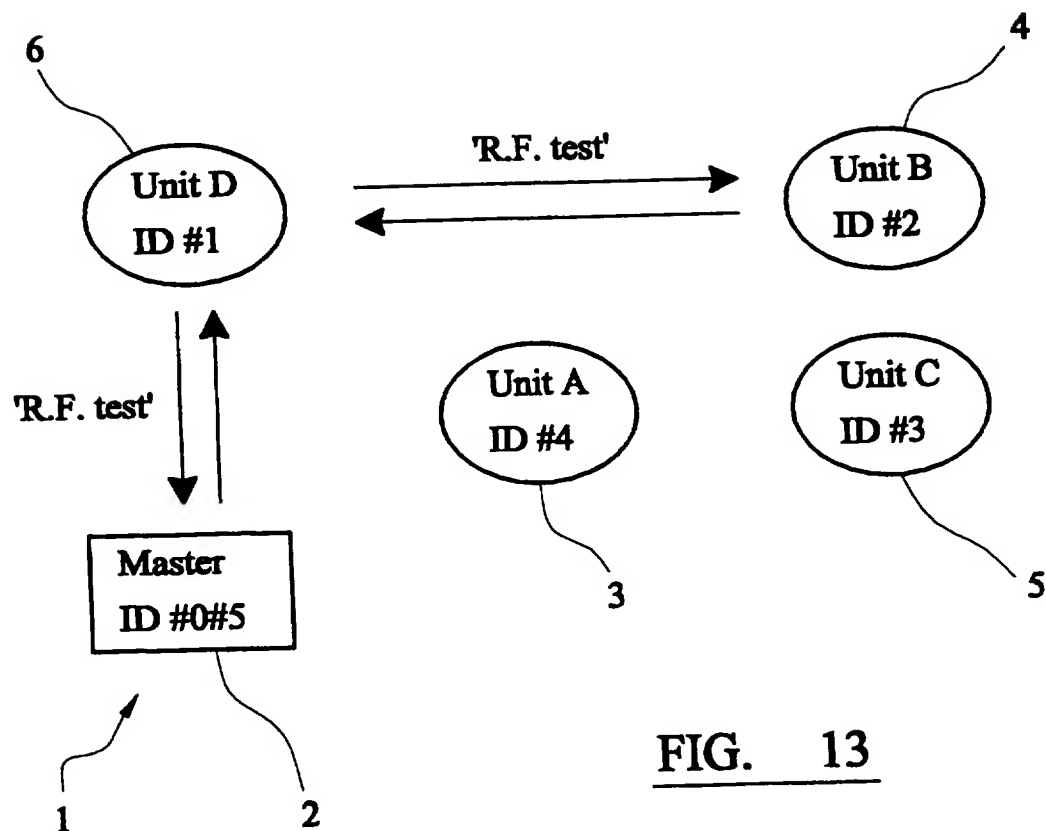 6
4
'R.F. test'
Unit D
ID #1
Unit B
ID #2
Unit A
ID #4
Unit C
ID #3
'R.F. test'
Master
ID #0#5
3
5
1
2
FIG. 13